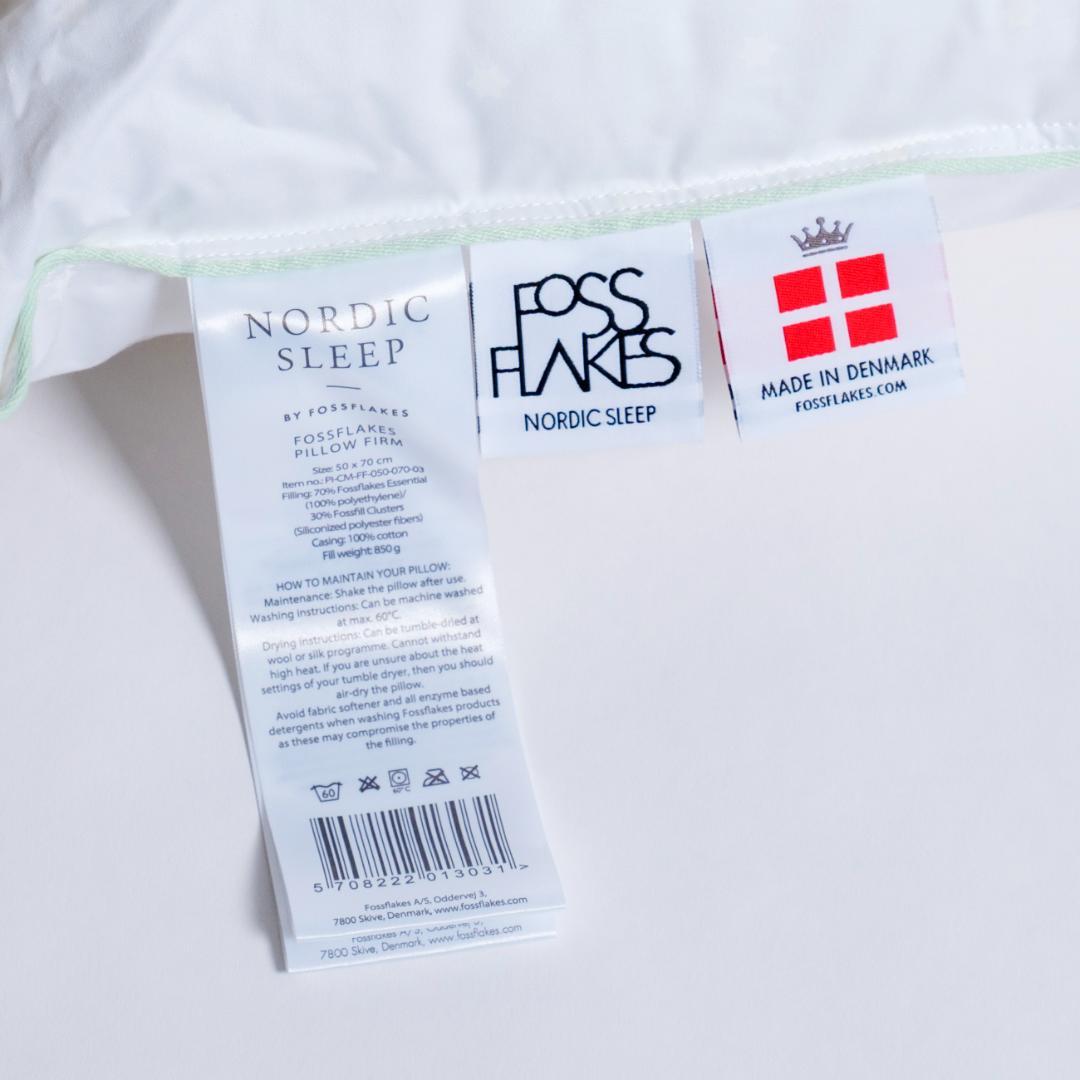 NORDIC
SLEEP
BY FOSSFLAKES
FOSSFLAKES
PILLOW FIRM
Size: 50 x 70 cm
Item no.: PI-CM-FF-050-070-03
Filling: 70% Fossflakes Essential
(100% polyethylene)/
30% Fossfill Clusters
(Siliconized polyester fibers)
Casing: 100% cotton
Fill weight: 850 g
HOW TO MAINTAIN YOUR PILLOW:
Maintenance: Shake the pillow after use.
Washing instructions: Can be machine washed
at max. 60°C.
Drying instructions: Can be tumble-dried at
wool or silk programme. Cannot withstand
high heat. If you are unsure about the heat
settings of your tumble dryer, then you should
air-dry the pillow.
Avoid fabric softener and all enzyme based
detergents when washing Fossflakes products
as these may compromise the properties of
the filling.
60
60°C
5 708222 013031 >
Fossflakes A/S, Oddervej 3,
7800 Skive, Denmark, www.fossflakes.com
Fossflakes A/S, Oddervej 3,
7800 Skive, Denmark, www.fossflakes.com
FOSS
FLAKES
NORDIC SLEEP
MADE IN DENMARK
FOSSFLAKES.COM